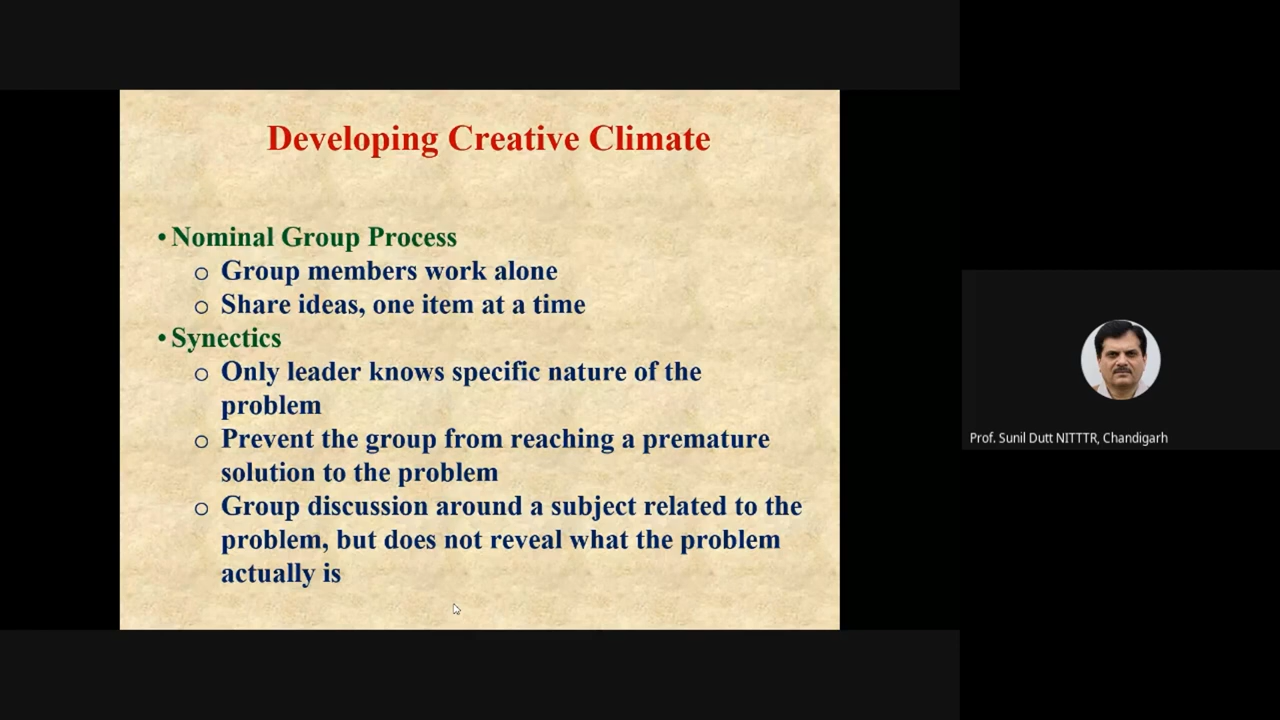 Developing Creative Climate
• Nominal Group Process
o Group members work alone
o Share ideas, one item at a time
• Synectics
o Only leader knows specific nature of the
problem
o Prevent the group from reaching a premature
solution to the problem
o Group discussion around a subject related to the
problem, but does not reveal what the problem
actually is
Prof. Sunil Dutt NITTTR, Chandigarh